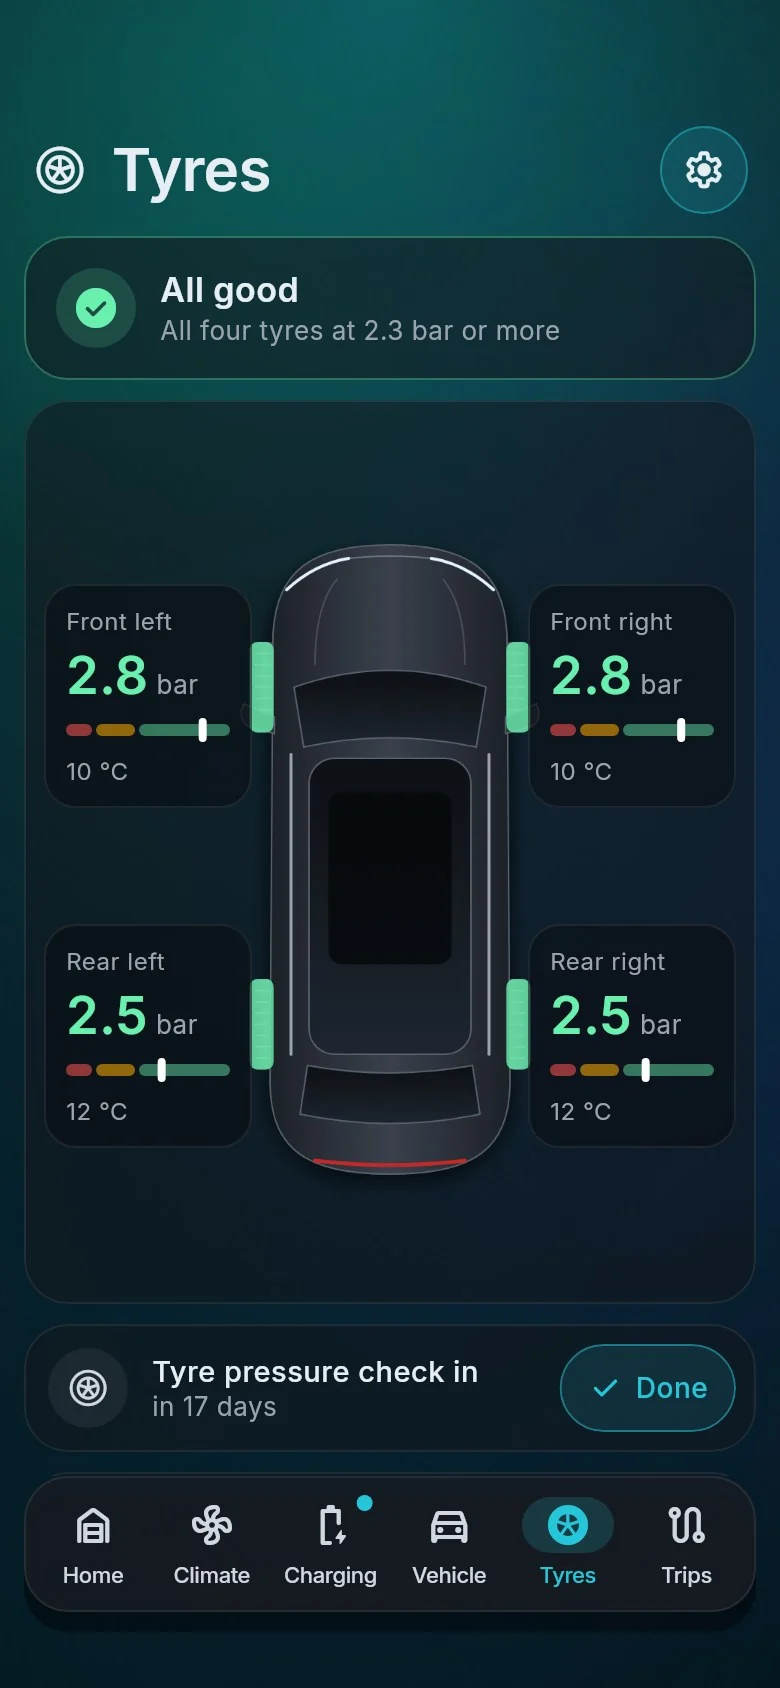 Tyres
All good
All four tyres at 2.3 bar or more
Front left
2.8 bar
10 °C
Front right
2.8 bar
10 °C
Rear left
2.5 bar
12 °C
Rear right
2.5 bar
12 °C
Tyre pressure check in
in 17 days
Done
Home
Climate
Charging
Vehicle
Tyres
Trips